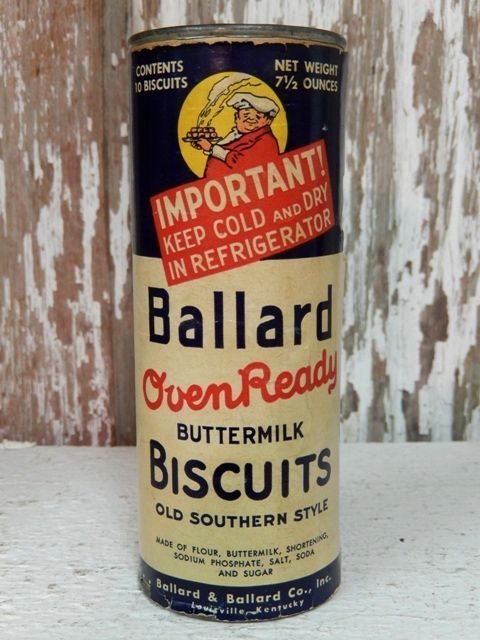 CONTENTS
10 BISCUITS
NET WEIGHT
7½ OUNCES
IMPORTANT!
KEEP COLD AND DRY
IN REFRIGERATOR
Ballard
OvenReady
BUTTERMILK
BISCUITS
OLD SOUTHERN STYLE
MADE OF FLOUR, BUTTERMILK, SHORTENING,
SODIUM PHOSPHATE, SALT, SODA
AND SUGAR
Ballard & Ballard Co., Inc.
Louisville, Kentucky